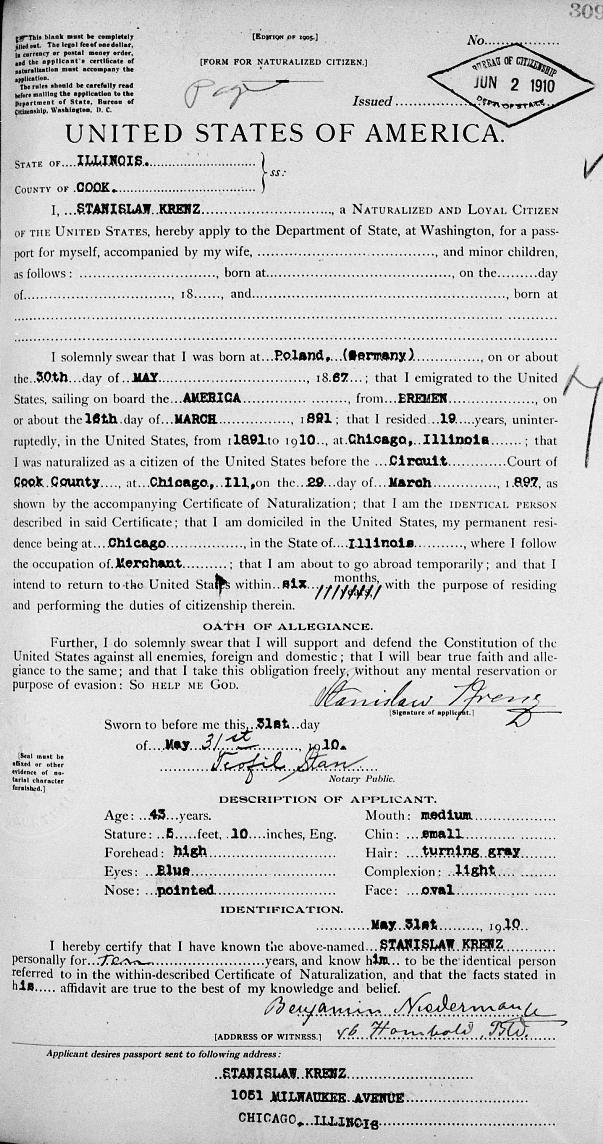 309
This blank must be completely
filled out. The legal fee of one dollar,
in currency or postal money order,
and the applicant's certificate of
naturalization must accompany the
application.
The rules should be carefully read
before mailing the application to the
Department of State, Bureau of
Citizenship, Washington, D. C.
[EDITION OF 1905.]
[FORM FOR NATURALIZED CITIZEN.]
No.
BUREAU OF CITIZENSHIP
JUN 2 1910
DEP'T OF STATE.
Issued
UNITED STATES OF AMERICA.
STATE OF ILLINOIS.
COUNTY OF COOK.
ss:
I, STANISLAW KRENZ, a NATURALIZED AND LOYAL CITIZEN
OF THE UNITED STATES, hereby apply to the Department of State, at Washington, for a pass-
port for myself, accompanied by my wife, , and minor children,
as follows: , born at , on the day
of , 18 , and , born at
I solemnly swear that I was born at Poland, (Germany), on or about
the 30th day of MAY, 1867; that I emigrated to the United
States, sailing on board the AMERICA, from BREMEN, on
or about the 16th day of MARCH, 1891; that I resided 19 years, uninter-
ruptedly, in the United States, from 1891 to 1910, at Chicago, Illinois; that
I was naturalized as a citizen of the United States before the Circuit Court of
Cook County, at Chicago, Ill, on the 29 day of March, 1897, as
shown by the accompanying Certificate of Naturalization; that I am the IDENTICAL PERSON
described in said Certificate; that I am domiciled in the United States, my permanent resi-
dence being at Chicago, in the State of Illinois, where I follow
the occupation of Merchant; that I am about to go abroad temporarily; and that I
intend to return to the United States within six months, with the purpose of residing
and performing the duties of citizenship therein.
OATH OF ALLEGIANCE.
Further, I do solemnly swear that I will support and defend the Constitution of the
United States against all enemies, foreign and domestic; that I will bear true faith and alle-
giance to the same; and that I take this obligation freely, without any mental reservation or
purpose of evasion: SO HELP ME GOD.
Stanislaw Krenz
[Signature of applicant.]
Sworn to before me this 31st day
of May 31st, 1910.
Teofil Stan
Notary Public.
[Seal must be
affixed or other
evidence of no-
tarial character
furnished.]
DESCRIPTION OF APPLICANT.
Age: 43 years.
Mouth: medium
Stature: 5 feet, 10 inches, Eng.
Chin: small
Forehead: high
Hair: turning gray
Eyes: Blue
Complexion: light
Nose: pointed
Face: oval
IDENTIFICATION.
May 31st, 1910.
I hereby certify that I have known the above-named STANISLAW KRENZ
personally for Ten years, and know him to be the identical person
referred to in the within-described Certificate of Naturalization, and that the facts stated in
his affidavit are true to the best of my knowledge and belief.
Benjamin
[ADDRESS OF WITNESS.]
Applicant desires passport sent to following address:
STANISLAW KRENZ
1051 MILWAUKEE AVENUE
CHICAGO, ILLINOIS